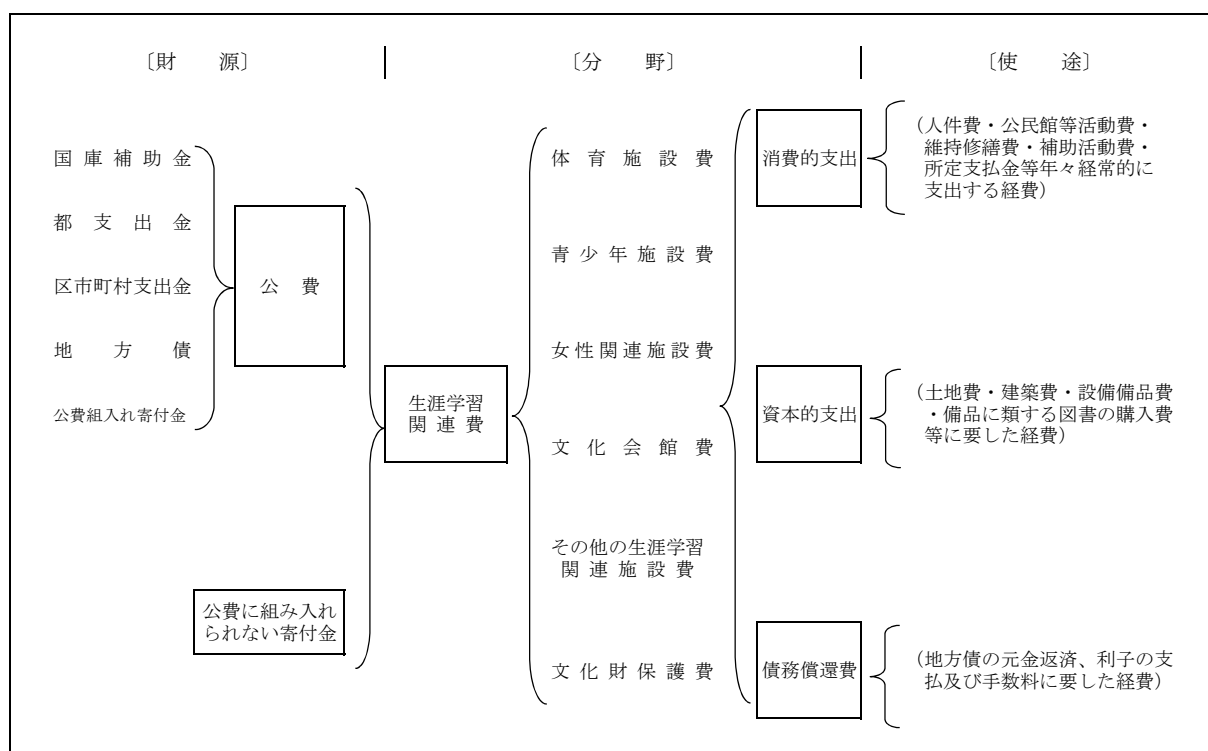 〔財　源〕
〔分　野〕
〔使　途〕
国庫補助金
都支出金
区市町村支出金
地方債
公費組入れ寄付金
公費
公費に組み入れ
られない寄付金
生涯学習
関連費
体育施設費
青少年施設費
女性関連施設費
文化会館費
その他の生涯学習
関連施設費
文化財保護費
消費的支出
（人件費・公民館等活動費・
維持修繕費・補助活動費・
所定支払金等年々経常的に
支出する経費）
資本的支出
（土地費・建築費・設備備品費
・備品に類する図書の購入費
等に要した経費）
債務償還費
（地方債の元金返済、利子の支
払及び手数料に要した経費）